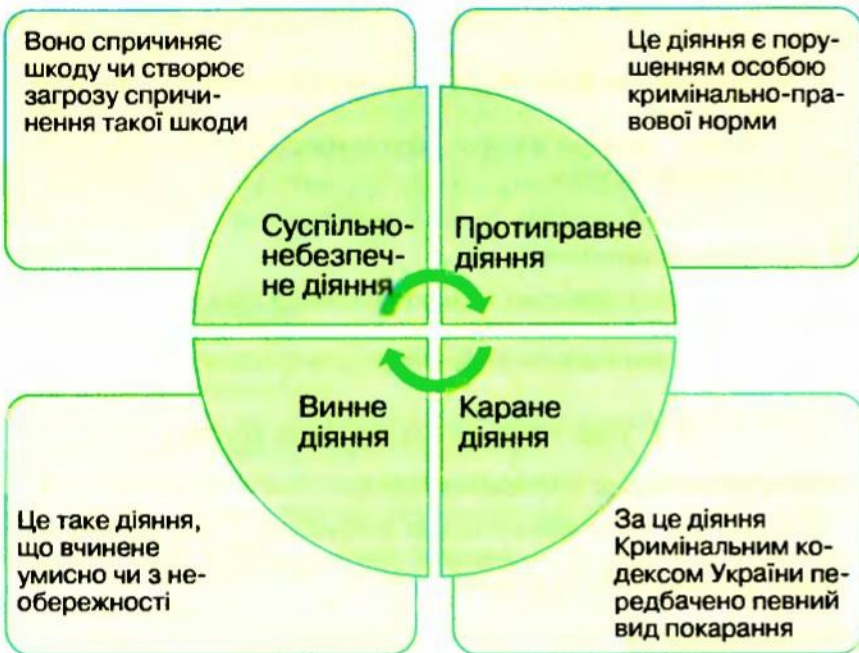 Воно спричиняє
шкоду чи створює
загрозу спричи-
нення такої шкоди
Суспільно-
небезпеч-
не діяння
Це діяння є пору-
шенням особою
кримінально-пра-
вової норми
Протиправне
діяння
Винне
діяння
Це таке діяння,
що вчинене
умисно чи з не-
обережності
Каране
діяння
За це діяння
Кримінальним ко-
дексом України пе-
редбачено певний
вид покарання